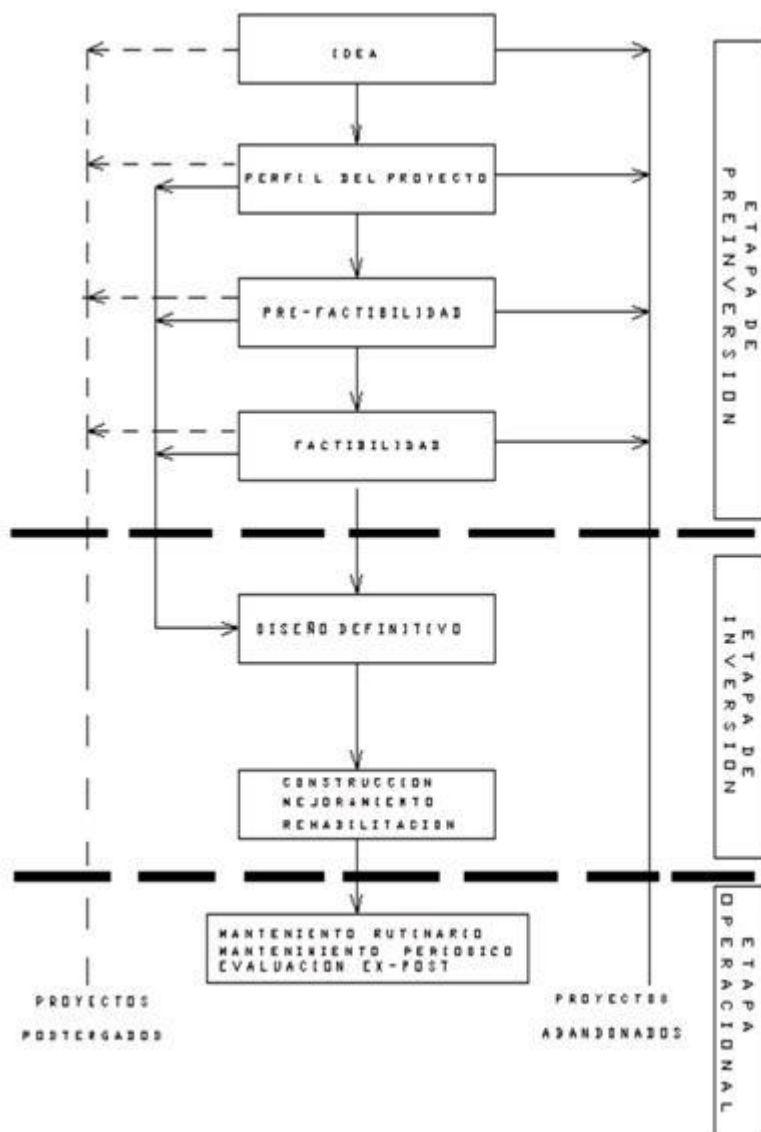 IDEA
PERFIL DEL PROYECTO
PRE-FACTIBILIDAD
FACTIBILIDAD
DISEÑO DEFINITIVO
CONSTRUCCION
MEJORAMIENTO
REHABILITACION
MANTENIENTO RUTINARIO
MANTENIMIENTO PERIODICO
EVALUACION EX-POST
PROYECTOS
POSTERGADOS
PROYECTOS
ABANDONADOS
ETAPA DE
PREINVERSION
ETAPA DE
INVERSION
ETAPA
OPERACIONAL